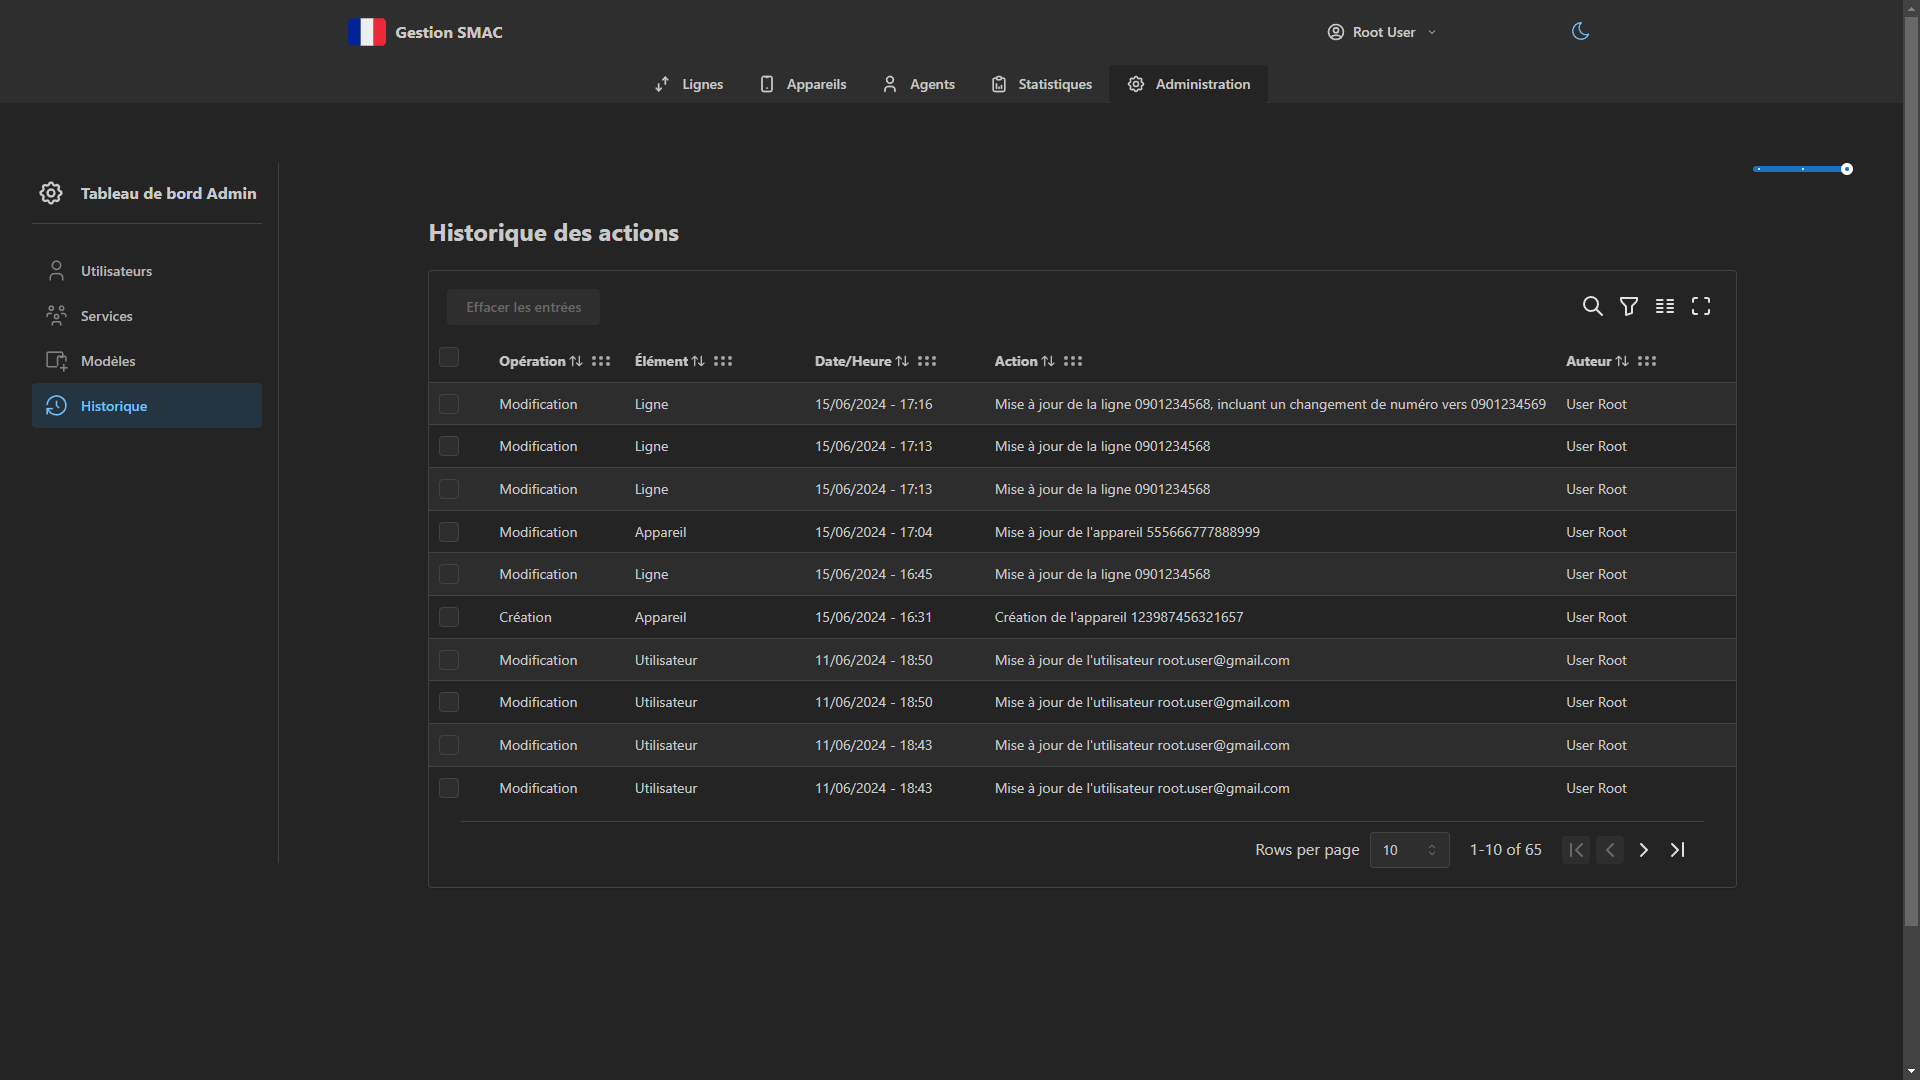 Gestion SMAC
Root User
Lignes Appareils Agents Statistiques Administration
Tableau de bord Admin
Utilisateurs
Services
Modèles
Historique
Historique des actions
Effacer les entrées
Opération Élément Date/Heure Action Auteur
Modification Ligne 15/06/2024 - 17:16 Mise à jour de la ligne 0901234568, incluant un changement de numéro vers 0901234569 User Root
Modification Ligne 15/06/2024 - 17:13 Mise à jour de la ligne 0901234568 User Root
Modification Ligne 15/06/2024 - 17:13 Mise à jour de la ligne 0901234568 User Root
Modification Appareil 15/06/2024 - 17:04 Mise à jour de l'appareil 555666777888999 User Root
Modification Ligne 15/06/2024 - 16:45 Mise à jour de la ligne 0901234568 User Root
Création Appareil 15/06/2024 - 16:31 Création de l'appareil 123987456321657 User Root
Modification Utilisateur 11/06/2024 - 18:50 Mise à jour de l'utilisateur root.user@gmail.com User Root
Modification Utilisateur 11/06/2024 - 18:50 Mise à jour de l'utilisateur root.user@gmail.com User Root
Modification Utilisateur 11/06/2024 - 18:43 Mise à jour de l'utilisateur root.user@gmail.com User Root
Modification Utilisateur 11/06/2024 - 18:43 Mise à jour de l'utilisateur root.user@gmail.com User Root
Rows per page 10 1-10 of 65